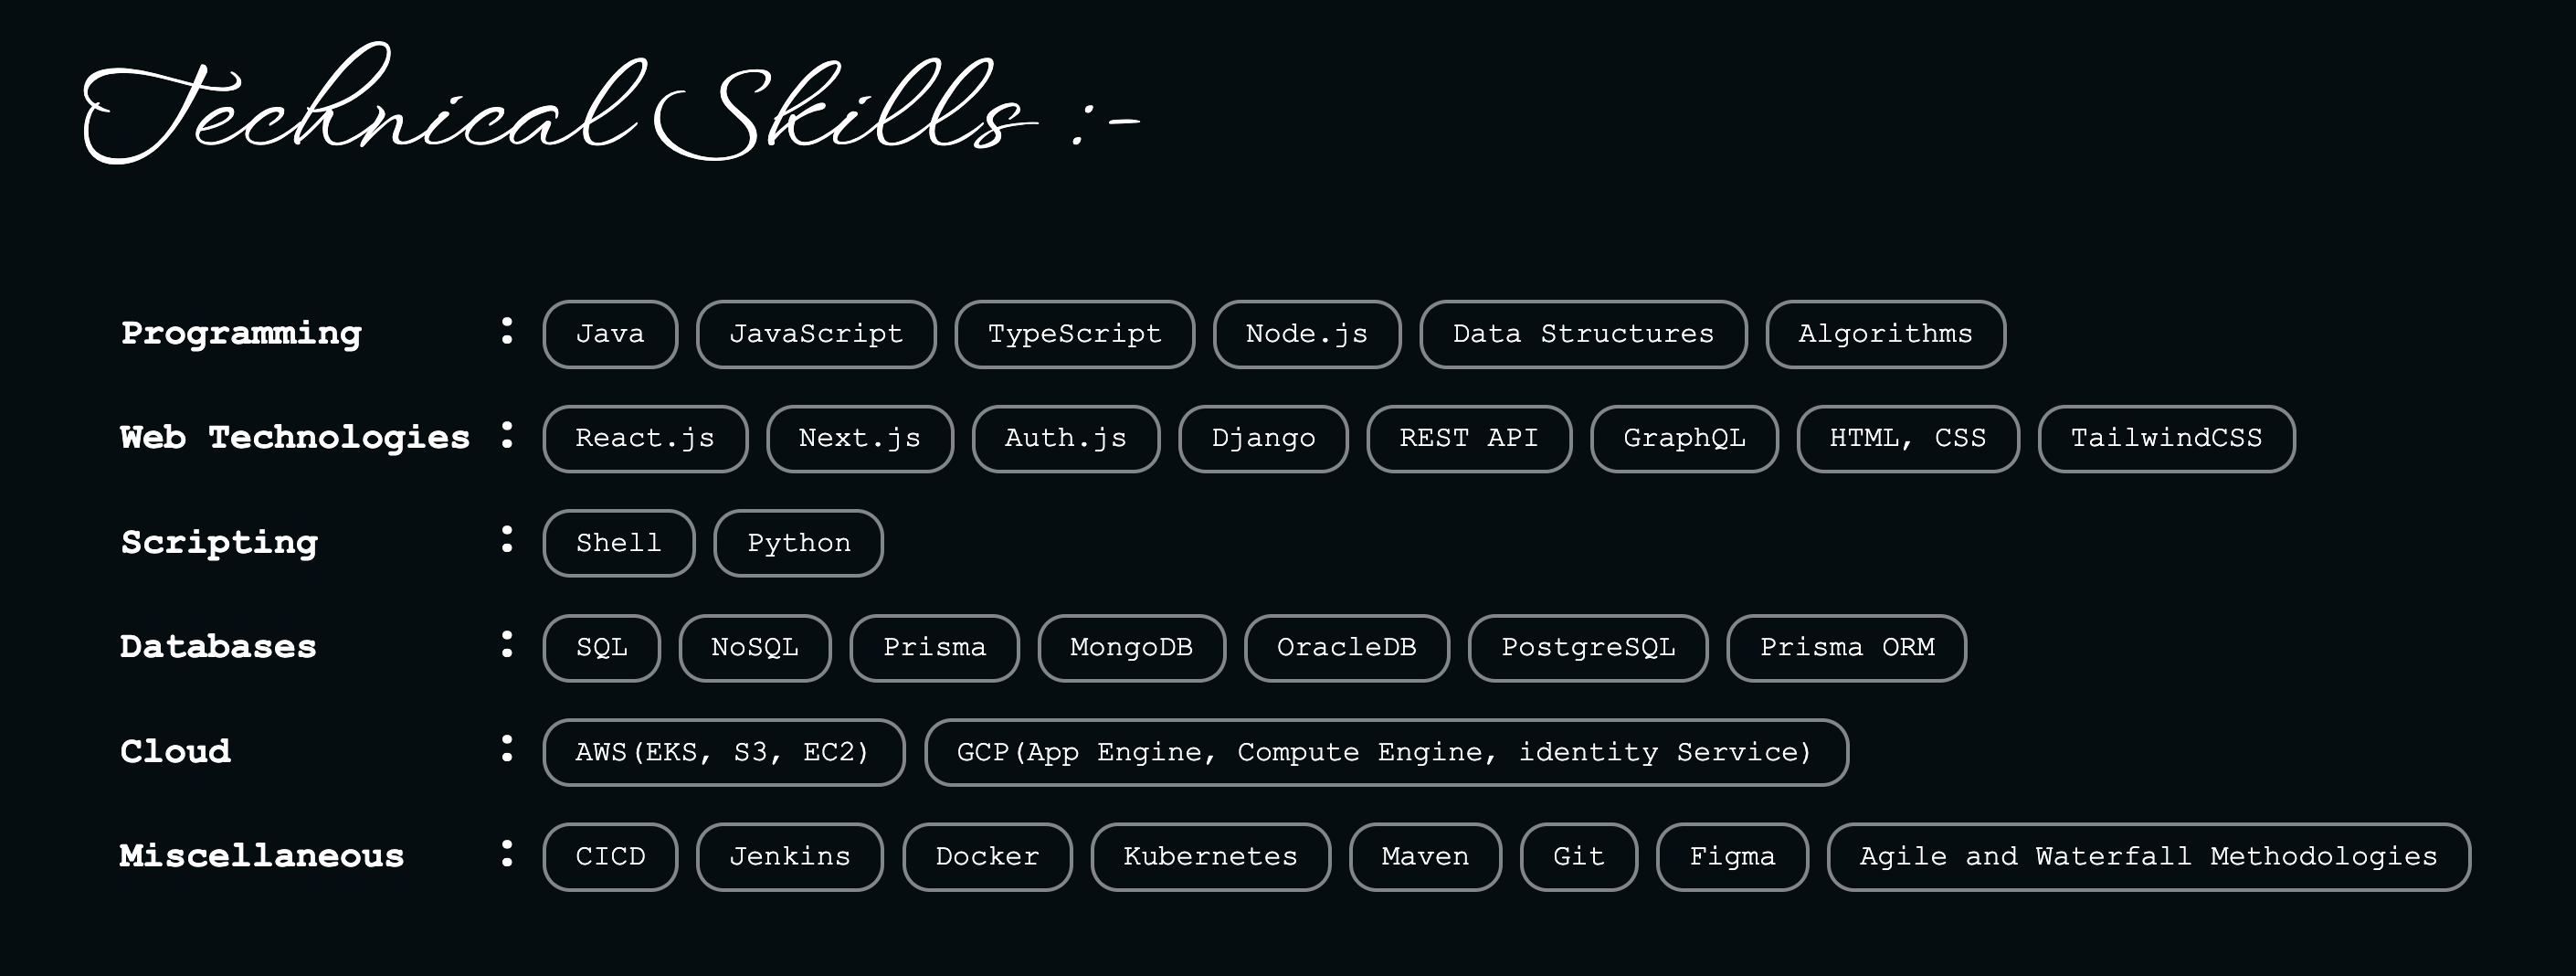 Technical Skills :-
Programming : Java JavaScript TypeScript Node.js Data Structures Algorithms
Web Technologies : React.js Next.js Auth.js Django REST API GraphQL HTML, CSS TailwindCSS
Scripting : Shell Python
Databases : SQL NoSQL Prisma MongoDB OracleDB PostgreSQL Prisma ORM
Cloud : AWS(EKS, S3, EC2) GCP(App Engine, Compute Engine, identity Service)
Miscellaneous : CICD Jenkins Docker Kubernetes Maven Git Figma Agile and Waterfall Methodologies